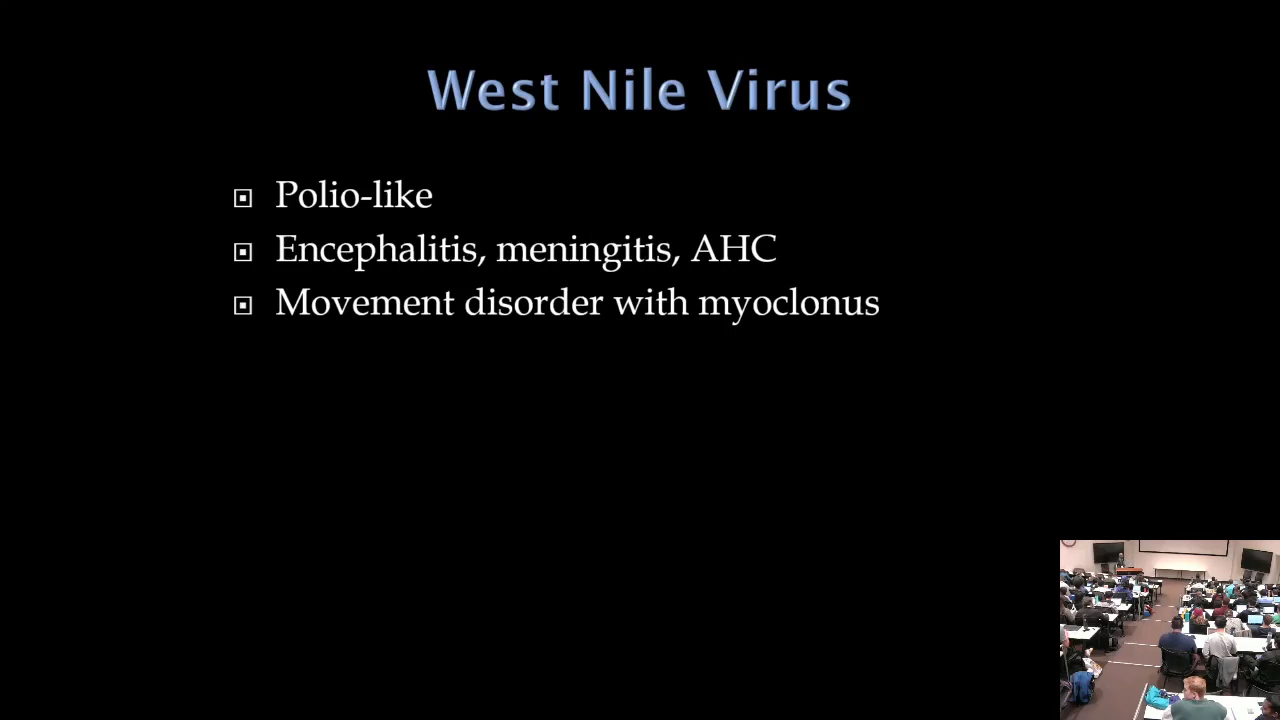 West Nile Virus
Polio-like
Encephalitis, meningitis, AHC
Movement disorder with myoclonus